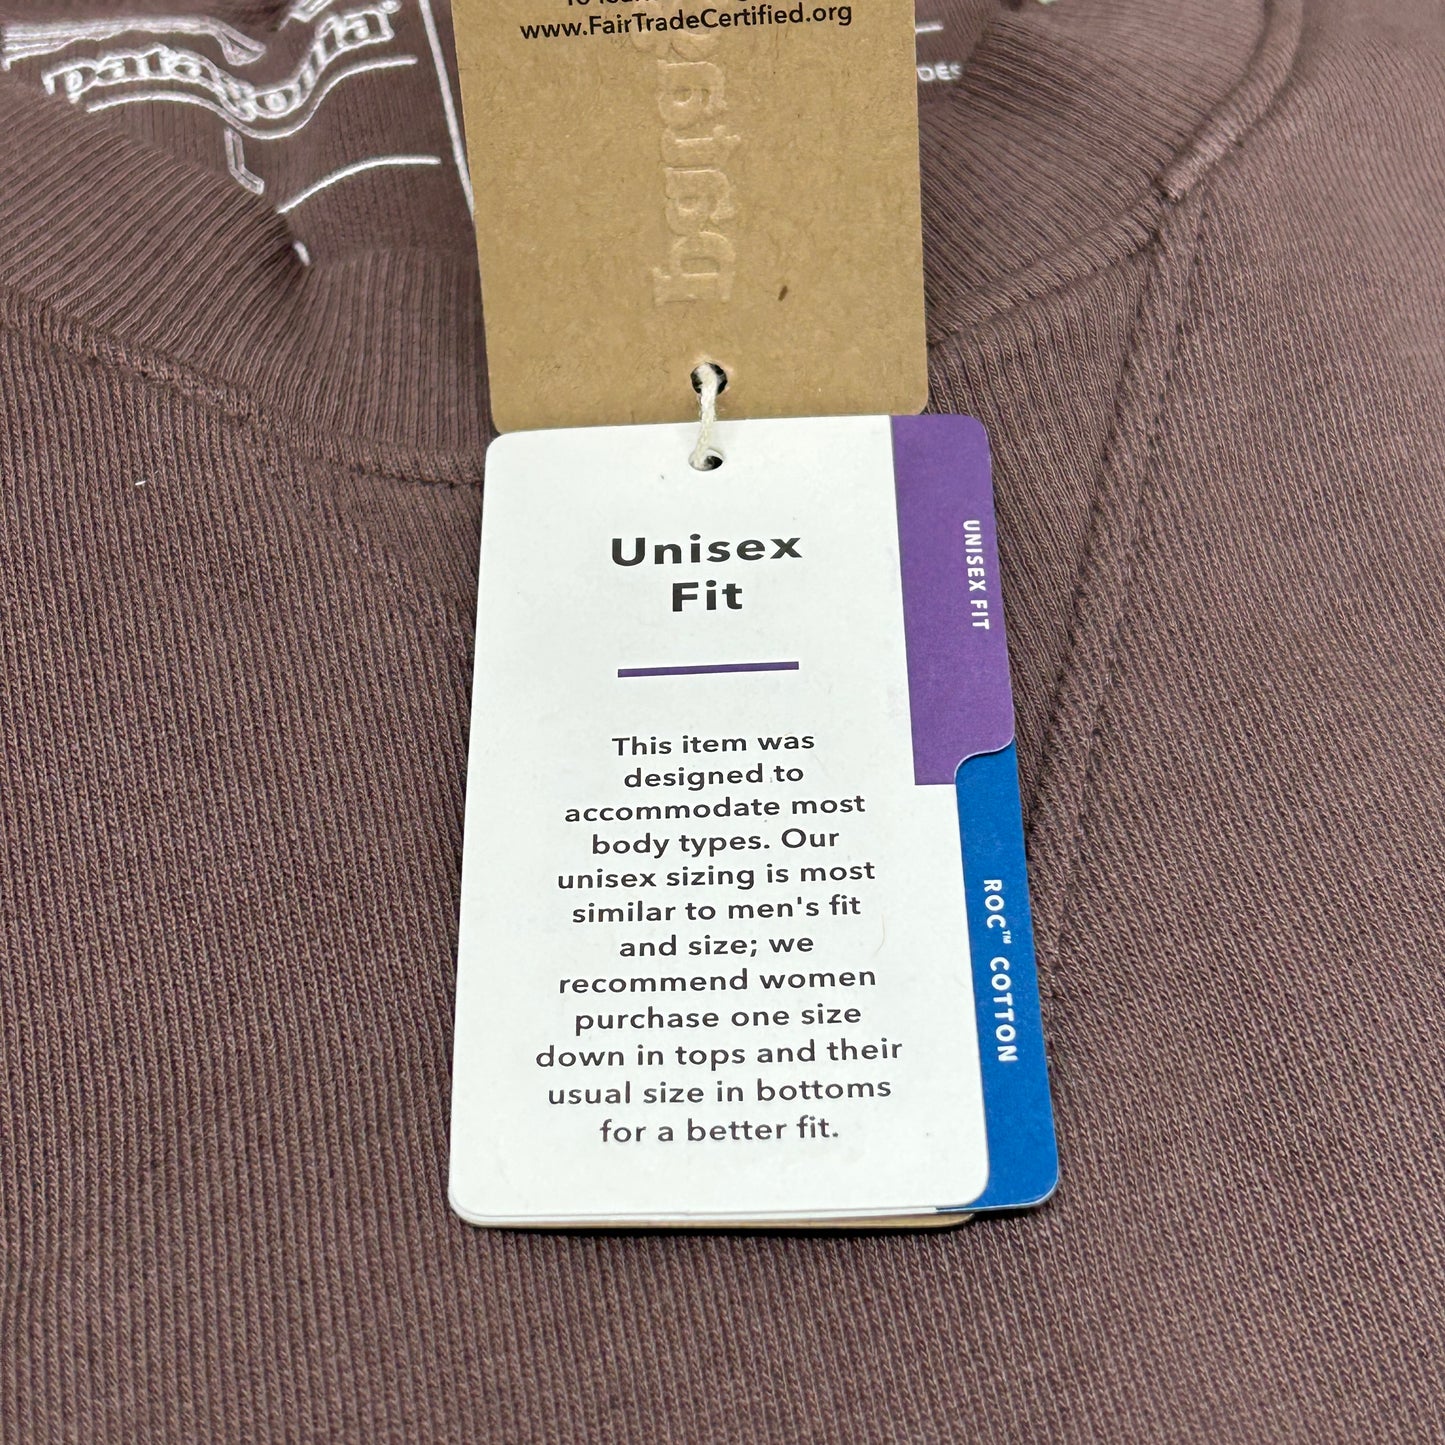 www.FairTradeCertified.org
patagonia®
patagonia
Unisex
Fit
This item was
designed to
accommodate most
body types. Our
unisex sizing is most
similar to men's fit
and size; we
recommend women
purchase one size
down in tops and their
usual size in bottoms
for a better fit.
UNISEX FIT
ROC™ COTTON